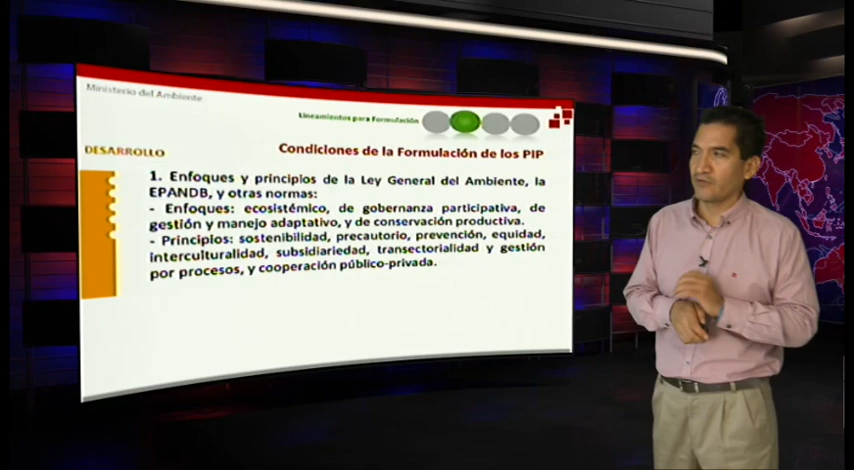 Ministerio del Ambiente
Lineamientos para Formulación
DESARROLLO
Condiciones de la Formulación de los PIP
1. Enfoques y principios de la Ley General del Ambiente, la
EPANDB, y otras normas:
- Enfoques: ecosistémico, de gobernanza participativa, de
gestión y manejo adaptativo, y de conservación productiva.
- Principios: sostenibilidad, precautorio, prevención, equidad,
interculturalidad, subsidiariedad, transectorialidad y gestión
por procesos, y cooperación público-privada.